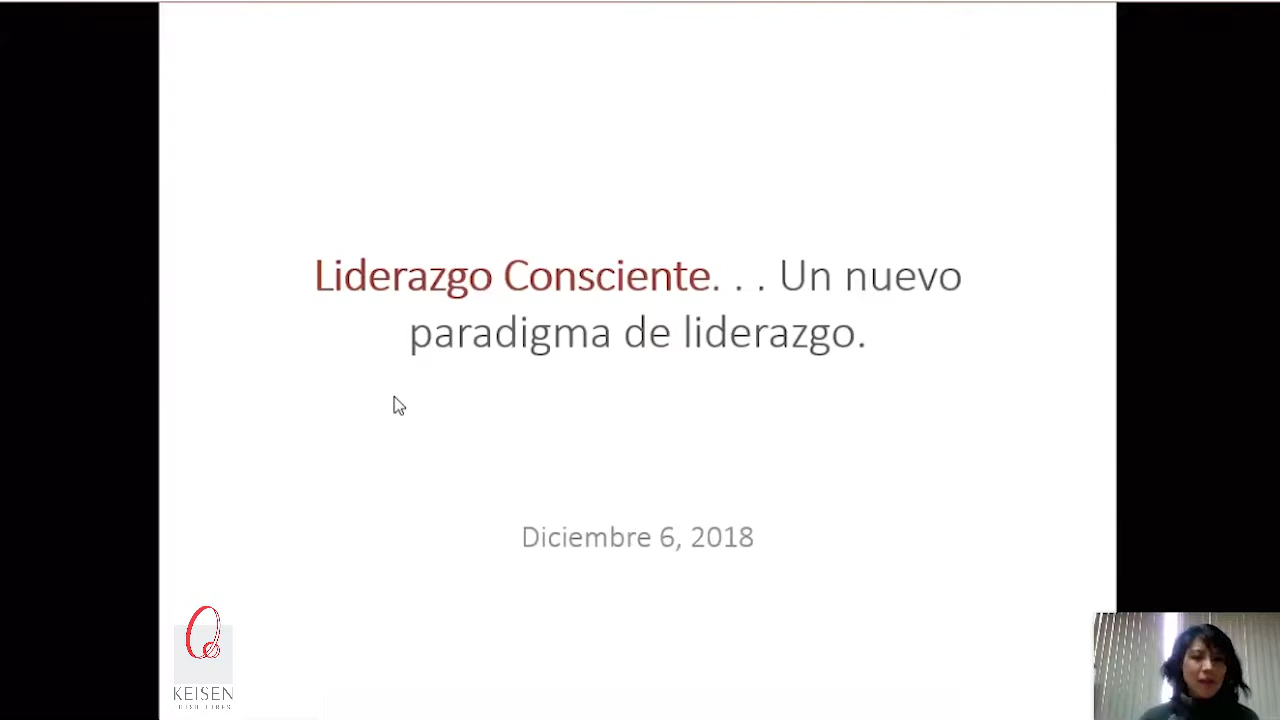 Liderazgo Consciente. . . Un nuevo
paradigma de liderazgo.
Diciembre 6, 2018
KEISEN